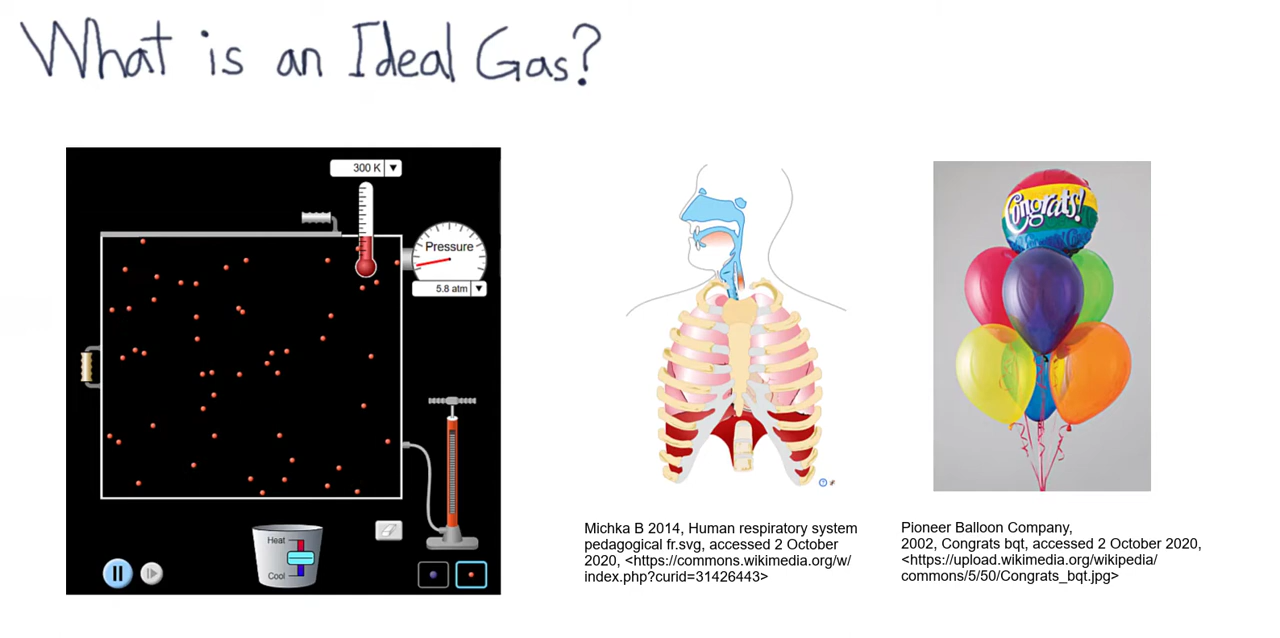 What is an Ideal Gas?
300 K
Pressure
5.8 atm
Heat
Cool
Congrats!
Michka B 2014, Human respiratory system
pedagogical fr.svg, accessed 2 October
2020, <https://commons.wikimedia.org/w/
index.php?curid=31426443>
Pioneer Balloon Company,
2002, Congrats bqt, accessed 2 October 2020,
<https://upload.wikimedia.org/wikipedia/
commons/5/50/Congrats_bqt.jpg>